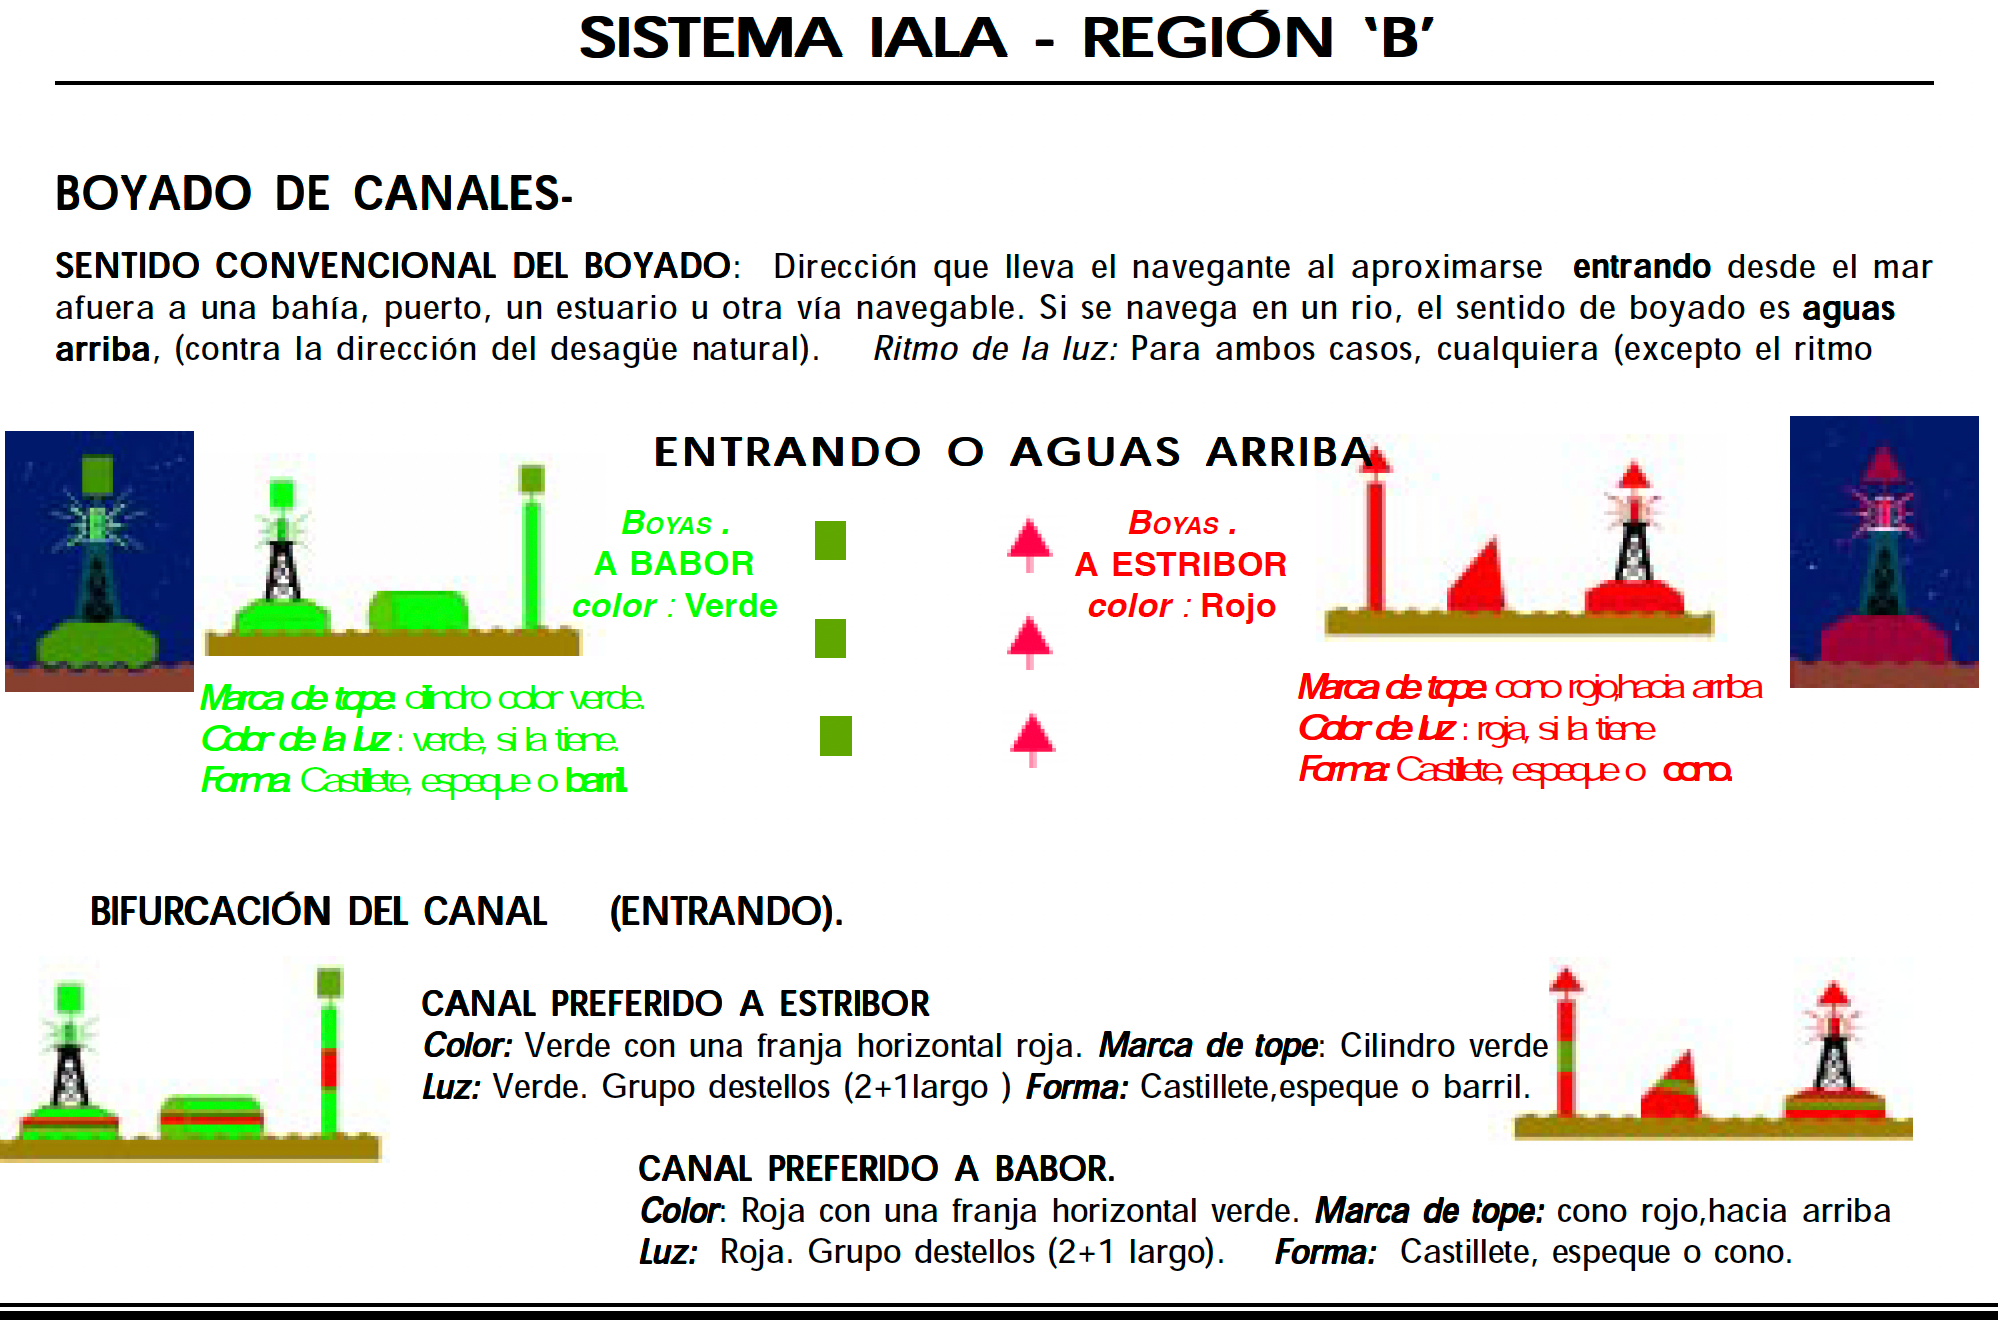 SISTEMA IALA - REGIÓN ‘B’
BOYADO DE CANALES-
SENTIDO CONVENCIONAL DEL BOYADO: Dirección que lleva el navegante al aproximarse entrando desde el mar
afuera a una bahía, puerto, un estuario u otra vía navegable. Si se navega en un rio, el sentido de boyado es aguas
arriba, (contra la dirección del desagüe natural). Ritmo de la luz: Para ambos casos, cualquiera (excepto el ritmo
ENTRANDO O AGUAS ARRIBA
BOYAS .
A BABOR
color : Verde
BOYAS .
A ESTRIBOR
color : Rojo
Marca de tope: cilindro color verde.
Color de la luz : verde, si la tiene.
Forma: Castillete, espeque o barril.
Marca de tope: cono rojo,hacia arriba
Color de luz : roja, si la tiene
Forma: Castillete, espeque o cono.
BIFURCACIÓN DEL CANAL (ENTRANDO).
CANAL PREFERIDO A ESTRIBOR
Color: Verde con una franja horizontal roja. Marca de tope: Cilindro verde
Luz: Verde. Grupo destellos (2+1largo ) Forma: Castillete,espeque o barril.
CANAL PREFERIDO A BABOR.
Color: Roja con una franja horizontal verde. Marca de tope: cono rojo,hacia arriba
Luz: Roja. Grupo destellos (2+1 largo). Forma: Castillete, espeque o cono.